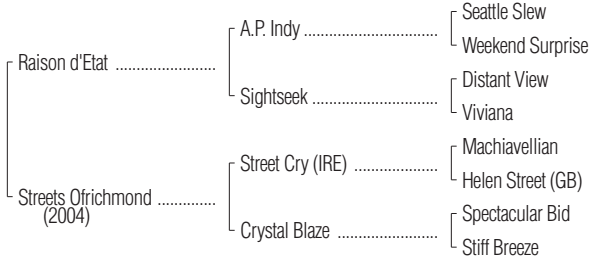 Seattle Slew
A.P. Indy ................................
Weekend Surprise
Raison d'Etat .......................
Distant View
Sightseek ..............................
Viviana
Machiavellian
Street Cry (IRE) ....................
Helen Street (GB)
Streets Ofrichmond ..............
(2004)
Spectacular Bid
Crystal Blaze ........................
Stiff Breeze